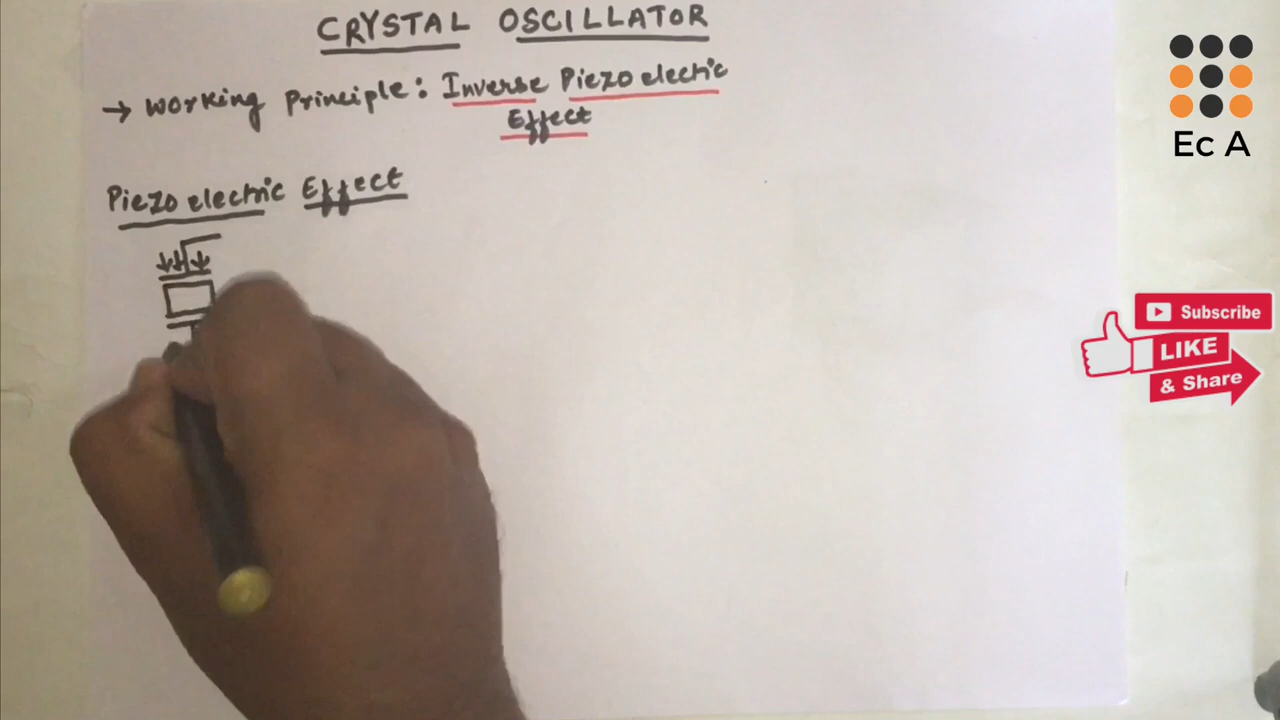 CRYSTAL OSCILLATOR
→ Working Principle: Inverse Piezo electric
Effect
Piezo electric Effect
Ec A
Subscribe
LIKE
& Share